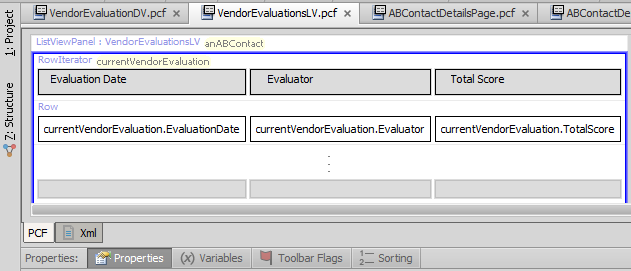 VendorEvaluationDV.pcf
VendorEvaluationsLV.pcf
ABContactDetailsPage.pcf
ABContactDe
1: Project
Z: Structure
ListViewPanel : VendorEvaluationsLV anABContact
RowIterator currentVendorEvaluation
Evaluation Date Evaluator Total Score
Row
currentVendorEvaluation.EvaluationDate currentVendorEvaluation.Evaluator currentVendorEvaluation.TotalScore
PCF Xml
Properties: Properties (x) Variables Toolbar Flags Sorting